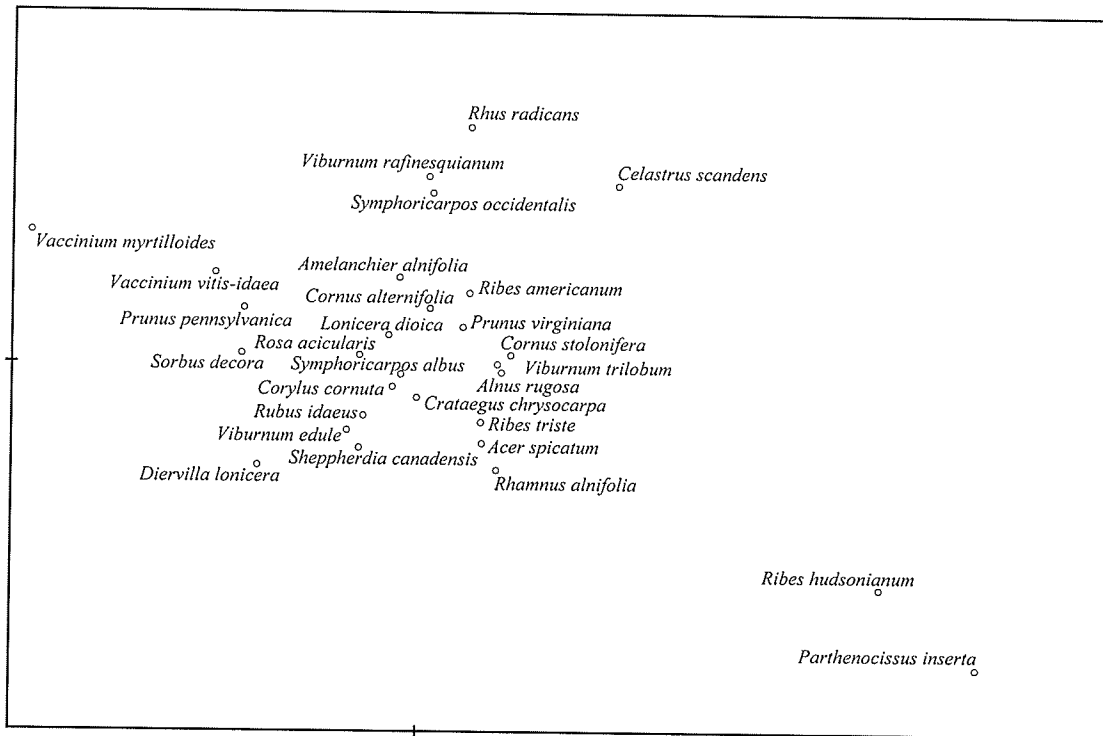 Rhus radicans
Viburnum rafinesquianum
Celastrus scandens
Symphoricarpos occidentalis
Vaccinium myrtilloides
Amelanchier alnifolia
Vaccinium vitis-idaea
Ribes americanum
Cornus alternifolia
Prunus pennsylvanica
Lonicera dioica
Prunus virginiana
Rosa acicularis
Cornus stolonifera
Sorbus decora
Symphoricarpos albus
Viburnum trilobum
Corylus cornuta
Alnus rugosa
Crataegus chrysocarpa
Rubus idaeus
Ribes triste
Viburnum edule
Acer spicatum
Sheppherdia canadensis
Diervilla lonicera
Rhamnus alnifolia
Ribes hudsonianum
Parthenocissus inserta